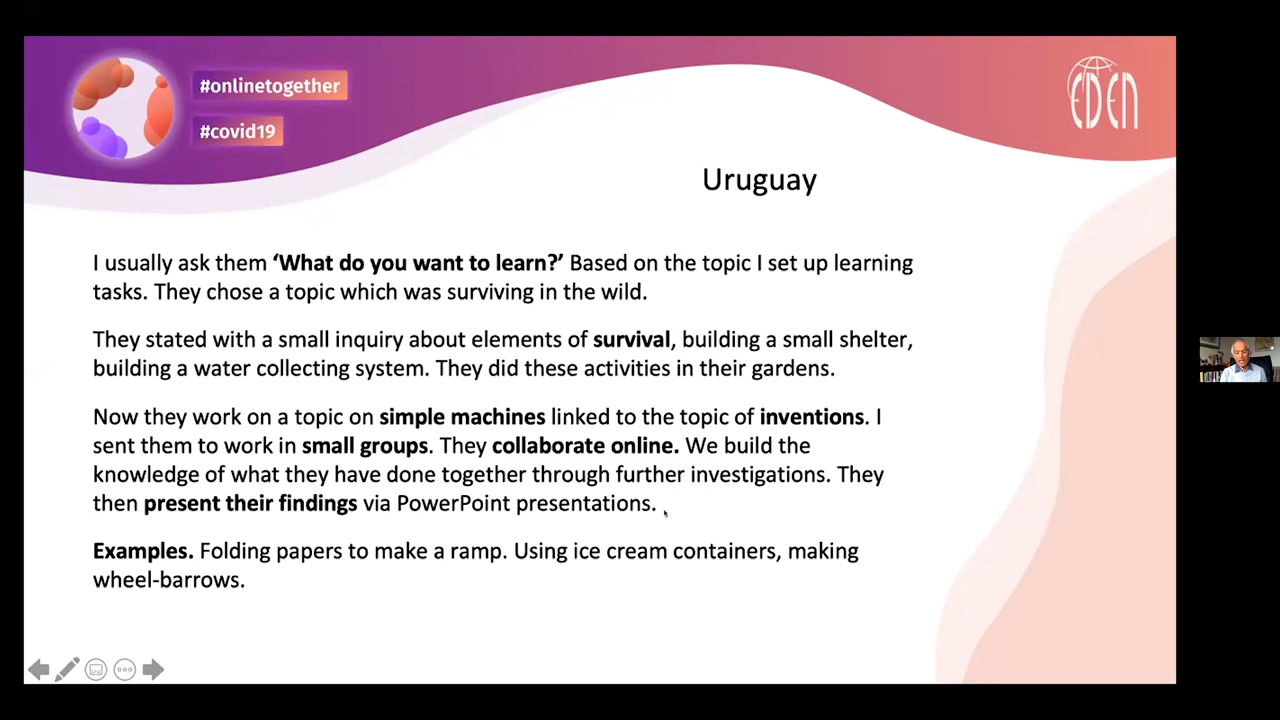 #onlinetogether
#covid19
EDEN
Uruguay
I usually ask them ‘What do you want to learn?’ Based on the topic I set up learning
tasks. They chose a topic which was surviving in the wild.
They stated with a small inquiry about elements of survival, building a small shelter,
building a water collecting system. They did these activities in their gardens.
Now they work on a topic on simple machines linked to the topic of inventions. I
sent them to work in small groups. They collaborate online. We build the
knowledge of what they have done together through further investigations. They
then present their findings via PowerPoint presentations.
Examples. Folding papers to make a ramp. Using ice cream containers, making
wheel-barrows.